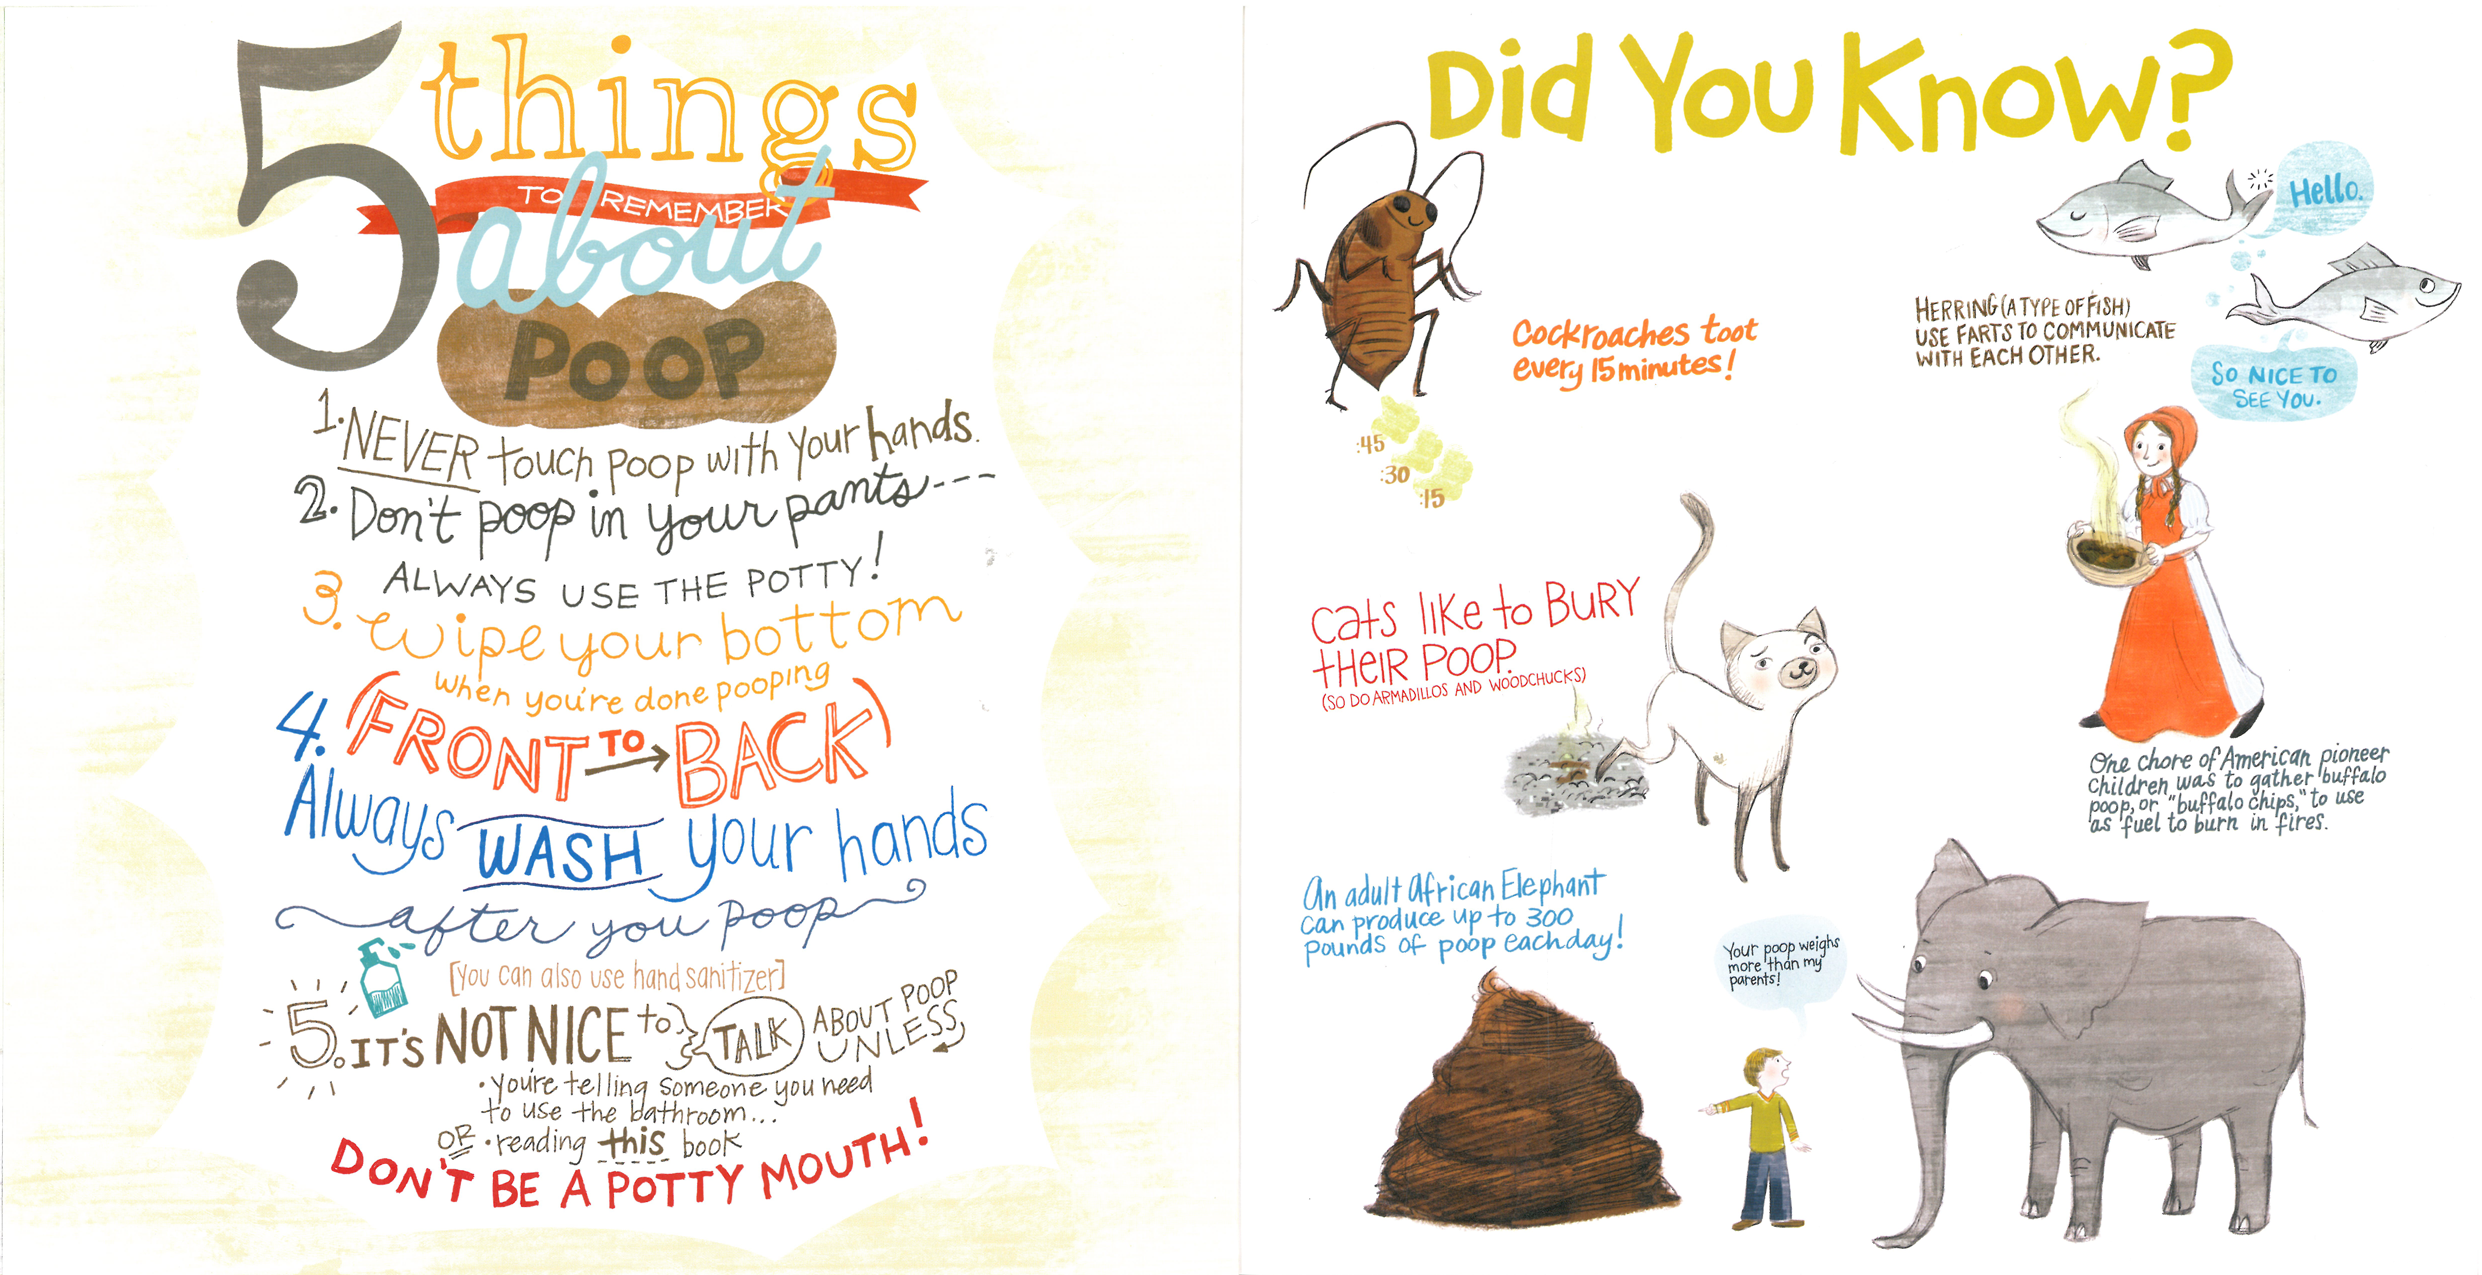 5 things
TO REMEMBER
about
POOP
1. NEVER touch poop with your hands.
2. Don't poop in your pants---
ALWAYS USE THE POTTY!
3. wipe your bottom
when you're done pooping
(FRONT TO BACK)
4. Always WASH your hands
after you poop
[you can also use hand sanitizer]
5. IT'S NOT NICE to TALK ABOUT POOP
UNLESS
• you're telling someone you need
to use the bathroom...
OR • reading this book
DON'T BE A POTTY MOUTH!
Did You Know?
Cockroaches toot
every 15 minutes!
:45
:30
:15
Hello.
HERRING (A TYPE OF FISH)
USE FARTS TO COMMUNICATE
WITH EACH OTHER.
SO NICE TO
SEE YOU.
Cats like to BURY
their POOP.
(SO DO ARMADILLOS AND WOODCHUCKS)
One chore of American pioneer
children was to gather buffalo
poop, or "buffalo chips," to use
as fuel to burn in fires.
An adult African Elephant
can produce up to 300
pounds of poop each day!
Your poop weighs
more than my
parents!